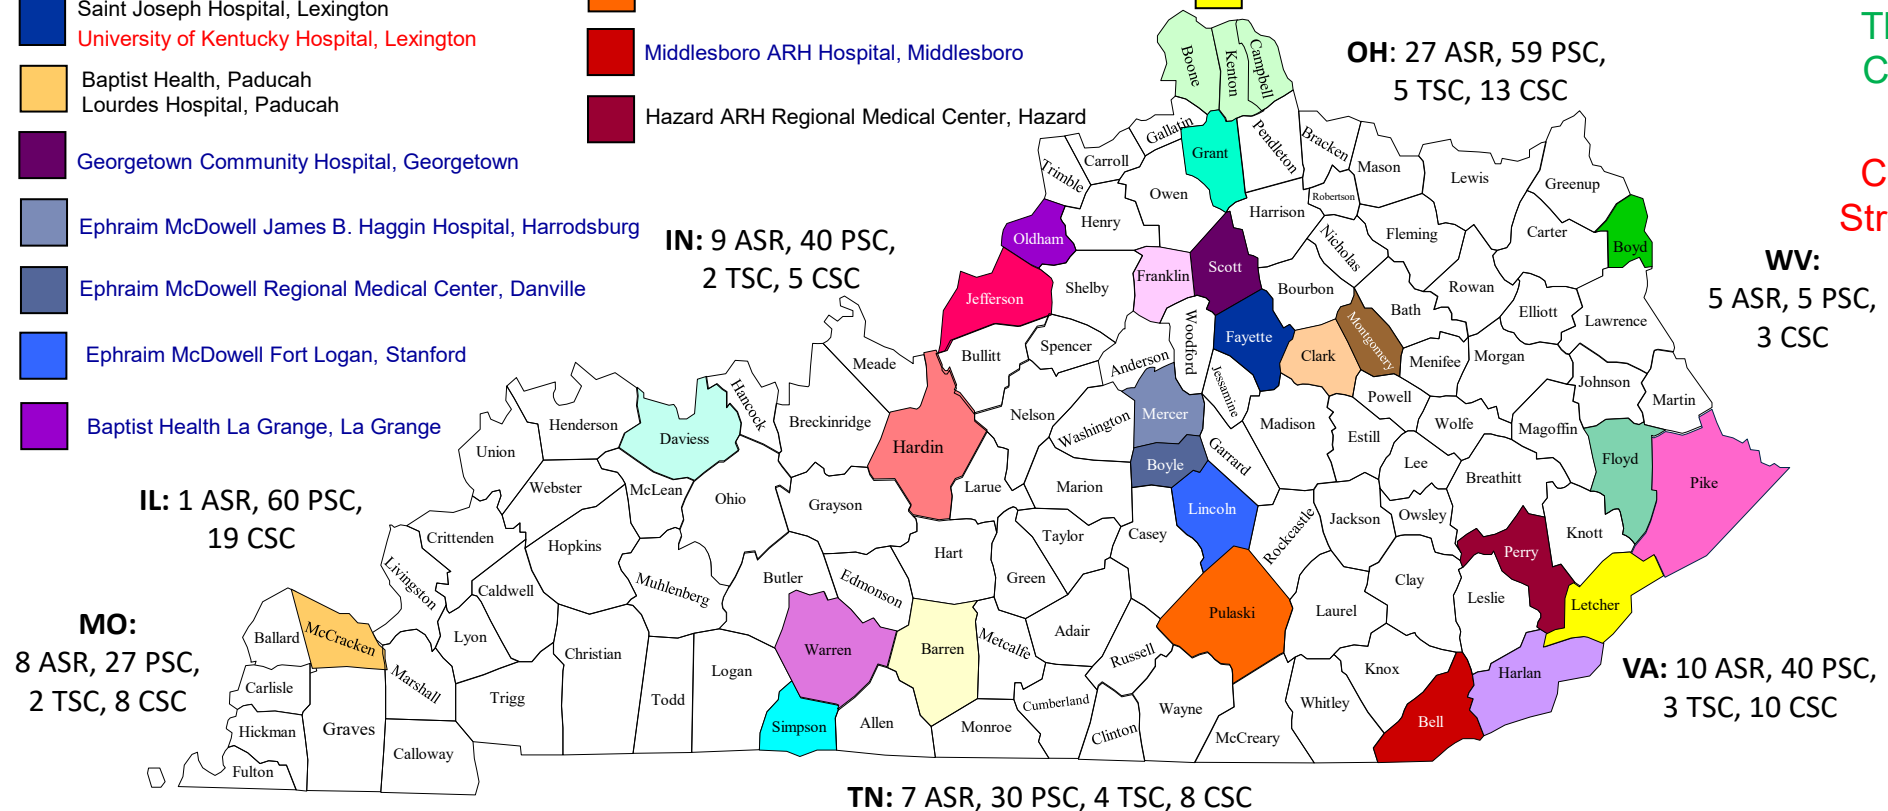 Saint Joseph Hospital, Lexington
University of Kentucky Hospital, Lexington
Baptist Health, Paducah
Lourdes Hospital, Paducah
Georgetown Community Hospital, Georgetown
Ephraim McDowell James B. Haggin Hospital, Harrodsburg
Ephraim McDowell Regional Medical Center, Danville
Ephraim McDowell Fort Logan, Stanford
Baptist Health La Grange, La Grange
Middlesboro ARH Hospital, Middlesboro
Hazard ARH Regional Medical Center, Hazard
OH: 27 ASR, 59 PSC,
5 TSC, 13 CSC
IN: 9 ASR, 40 PSC,
2 TSC, 5 CSC
WV:
5 ASR, 5 PSC,
3 CSC
IL: 1 ASR, 60 PSC,
19 CSC
MO:
8 ASR, 27 PSC,
2 TSC, 8 CSC
VA: 10 ASR, 40 PSC,
3 TSC, 10 CSC
TN: 7 ASR, 30 PSC, 4 TSC, 8 CSC
C
C
Str
Boone
Kenton
Campbell
Gallatin
Grant
Pendleton
Bracken
Mason
Lewis
Greenup
Trimble
Carroll
Owen
Robertson
Harrison
Oldham
Henry
Nicholas
Fleming
Carter
Boyd
Jefferson
Shelby
Franklin
Scott
Bourbon
Bath
Rowan
Elliott
Lawrence
Bullitt
Spencer
Anderson
Woodford
Fayette
Clark
Montgomery
Menifee
Morgan
Johnson
Martin
Meade
Hancock
Breckinridge
Hardin
Nelson
Washington
Mercer
Jessamine
Madison
Powell
Estill
Wolfe
Magoffin
Floyd
Pike
Union
Henderson
Daviess
Webster
McLean
Ohio
Grayson
Larue
Marion
Boyle
Garrard
Lincoln
Lee
Breathitt
Owsley
Jackson
Rockcastle
Knott
Perry
Letcher
Crittenden
Livingston
Hopkins
Caldwell
Muhlenberg
Butler
Edmonson
Hart
Taylor
Green
Casey
Pulaski
Laurel
Clay
Leslie
Harlan
Ballard
McCracken
Marshall
Lyon
Christian
Todd
Logan
Warren
Barren
Metcalfe
Adair
Russell
Knox
Bell
Carlisle
Hickman
Graves
Trigg
Calloway
Fulton
Simpson
Allen
Monroe
Cumberland
Clinton
Wayne
McCreary
Whitley